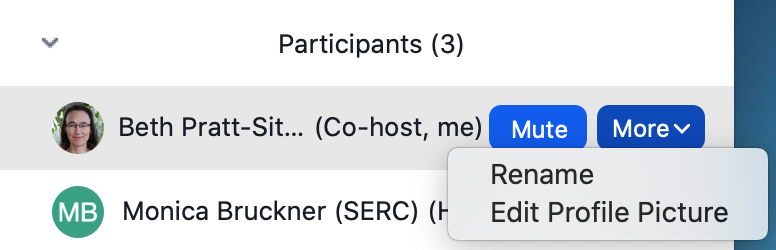 Participants (3)
Beth Pratt-Sit... (Co-host, me) Mute More
Rename
MB Monica Bruckner (SERC) (H
Edit Profile Picture